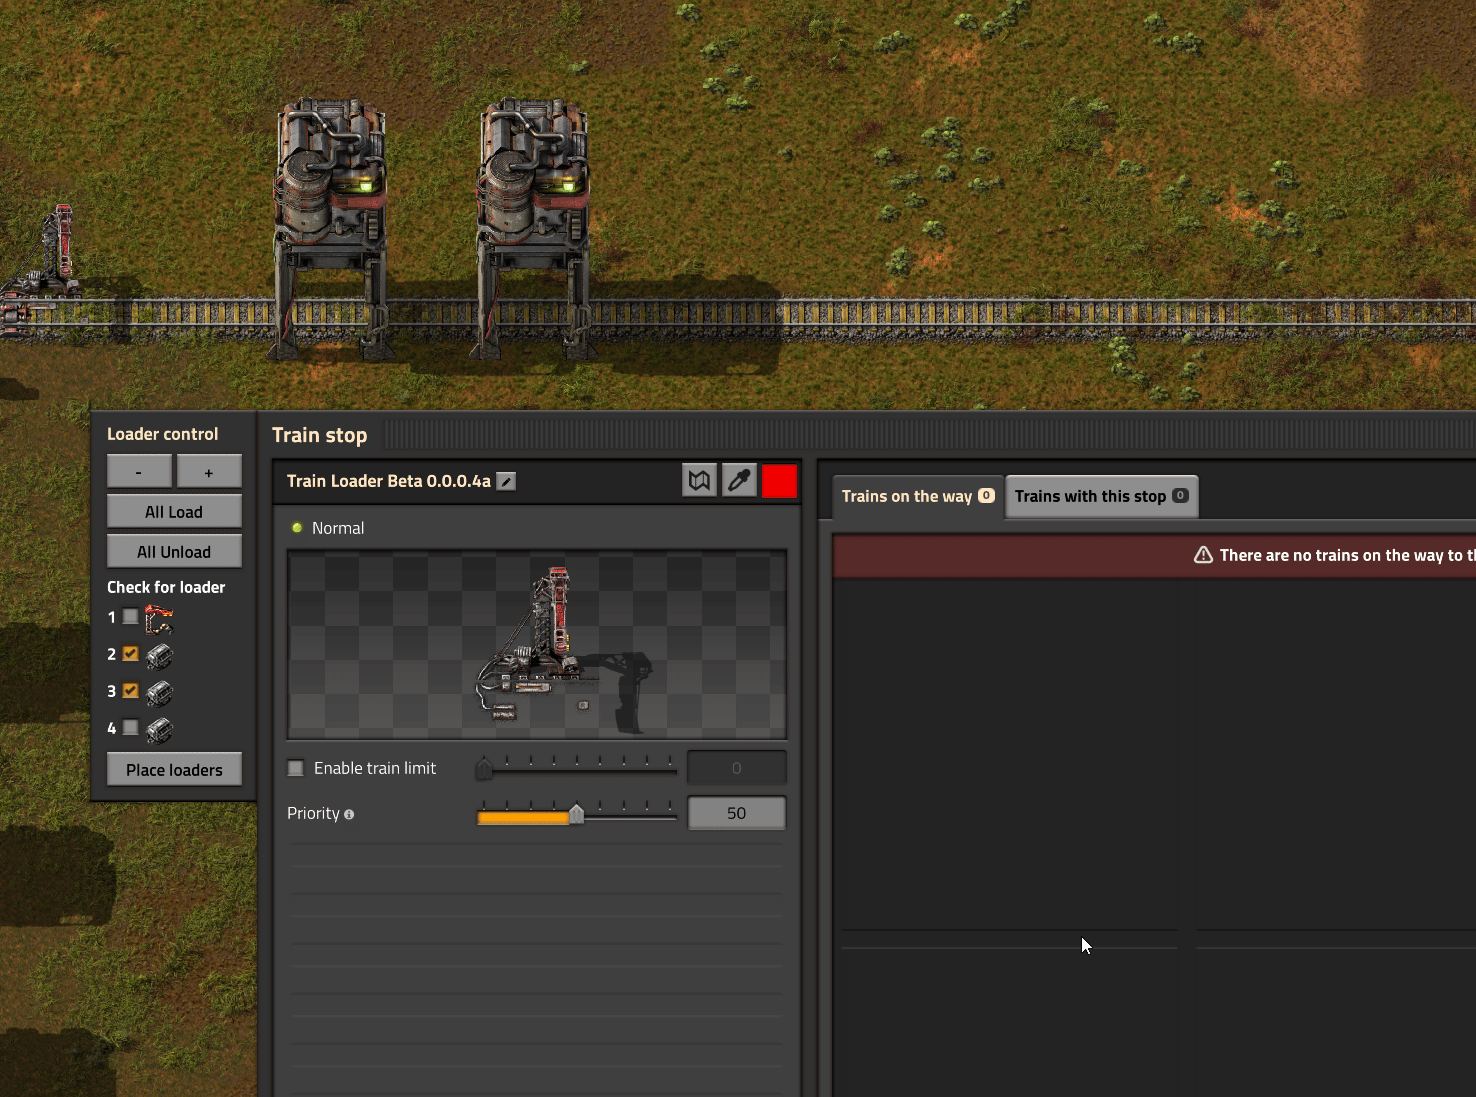 Loader control
- +
All Load
All Unload
Check for loader
1
2
3
4
Place loaders
Train stop
Train Loader Beta 0.0.0.4a
Normal
Enable train limit 0
Priority 50
Trains on the way 0 Trains with this stop 0
There are no trains on the way to